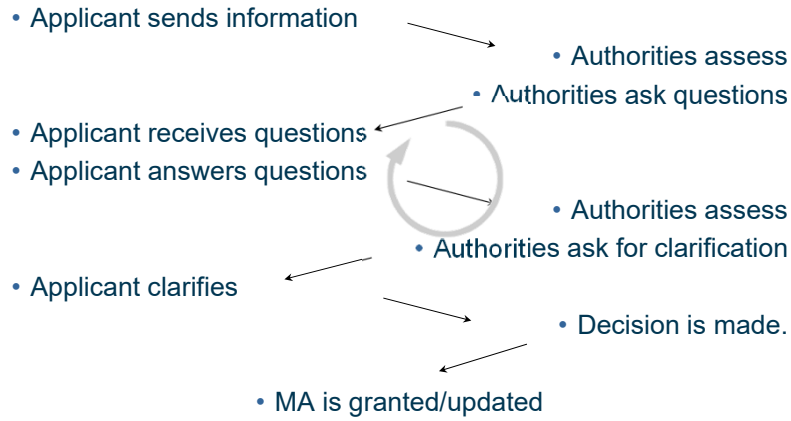 • Applicant sends information
• Authorities assess
• Authorities ask questions
• Applicant receives questions
• Applicant answers questions
• Authorities assess
• Authorities ask for clarification
• Applicant clarifies
• Decision is made.
• MA is granted/updated